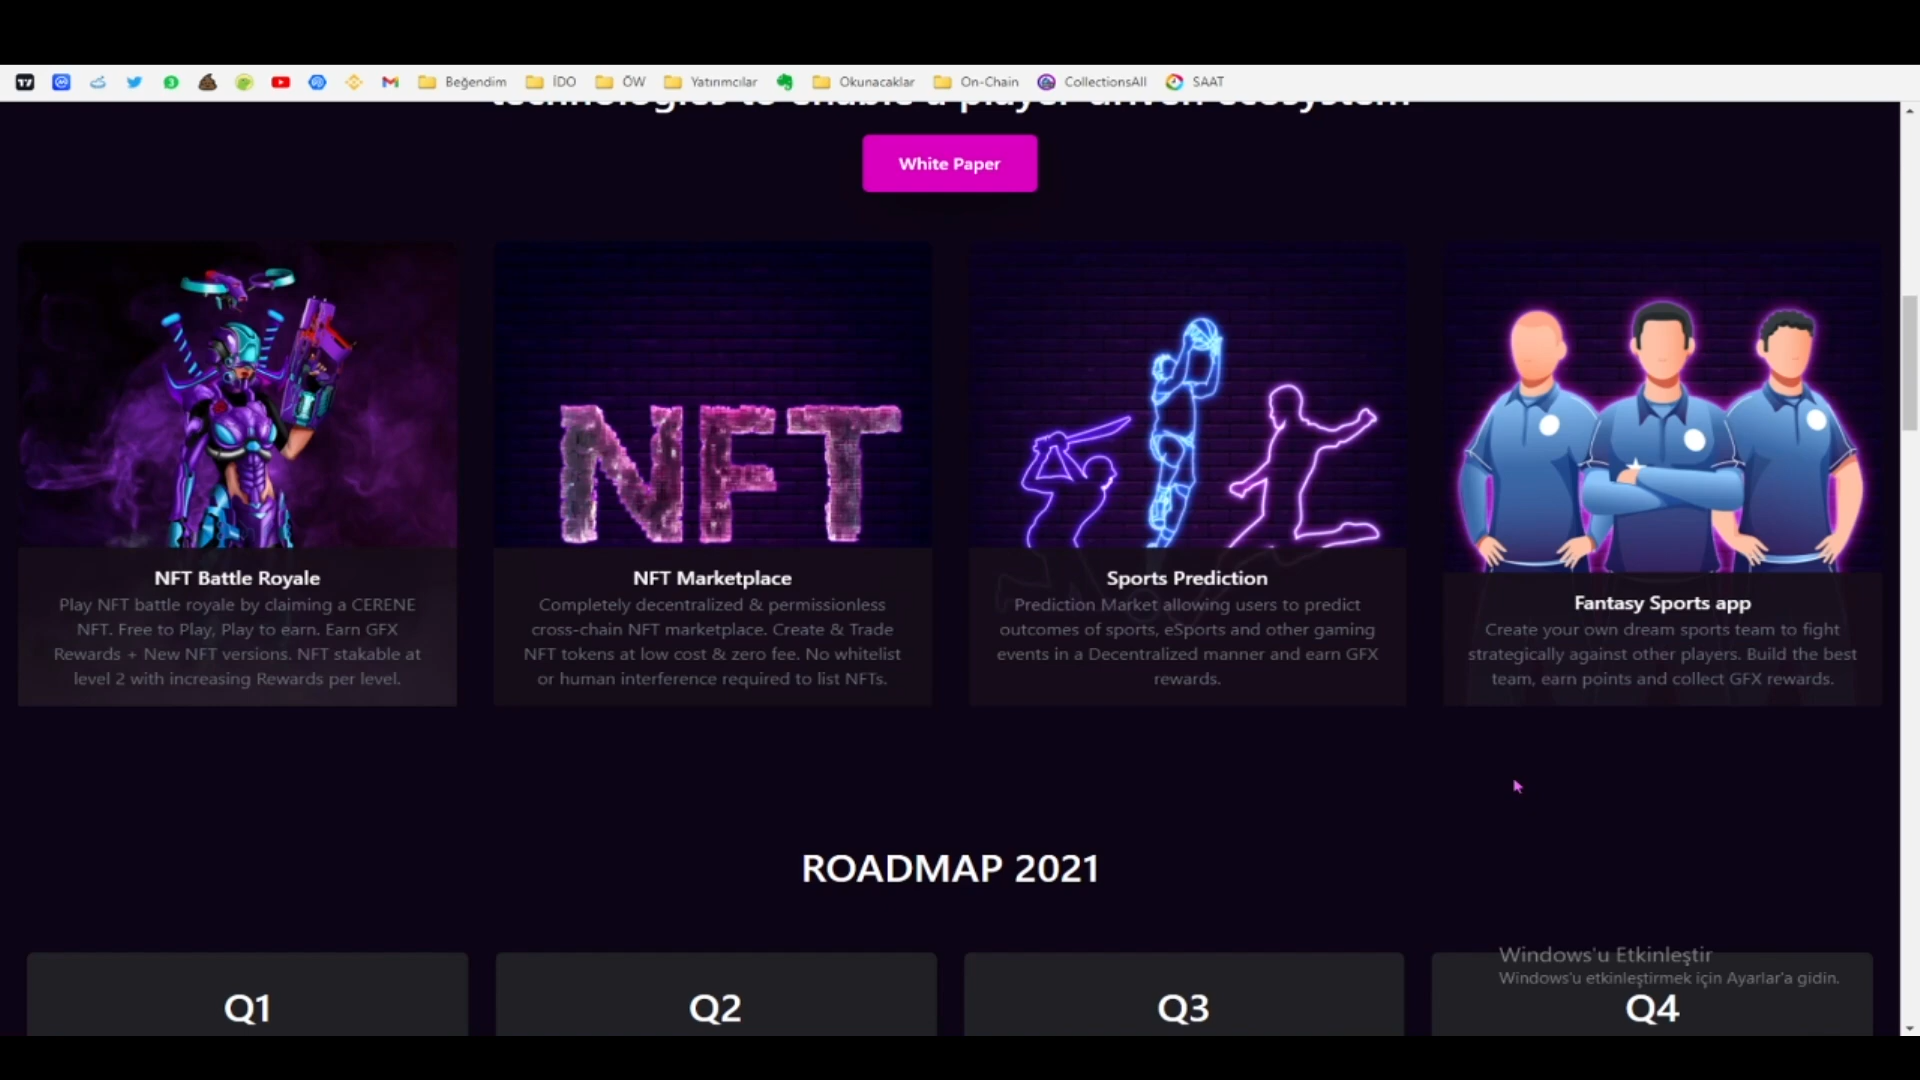 Beğendim İDO ÖW Yatırımcılar Okunacaklar On-Chain CollectionsAll SAAT
technologies to enable a player driven ecosystem
White Paper
NFT
NFT Battle Royale
Play NFT battle royale by claiming a CERENE
NFT. Free to Play, Play to earn. Earn GFX
Rewards + New NFT versions. NFT stakable at
level 2 with increasing Rewards per level.
NFT Marketplace
Completely decentralized & permissionless
cross-chain NFT marketplace. Create & Trade
NFT tokens at low cost & zero fee. No whitelist
or human interference required to list NFTs.
Sports Prediction
Prediction Market allowing users to predict
outcomes of sports, eSports and other gaming
events in a Decentralized manner and earn GFX
rewards.
Fantasy Sports app
Create your own dream sports team to fight
strategically against other players. Build the best
team, earn points and collect GFX rewards.
ROADMAP 2021
Q1
Q2
Q3
Q4
Windows'u Etkinleştir
Windows'u etkinleştirmek için Ayarlar'a gidin.